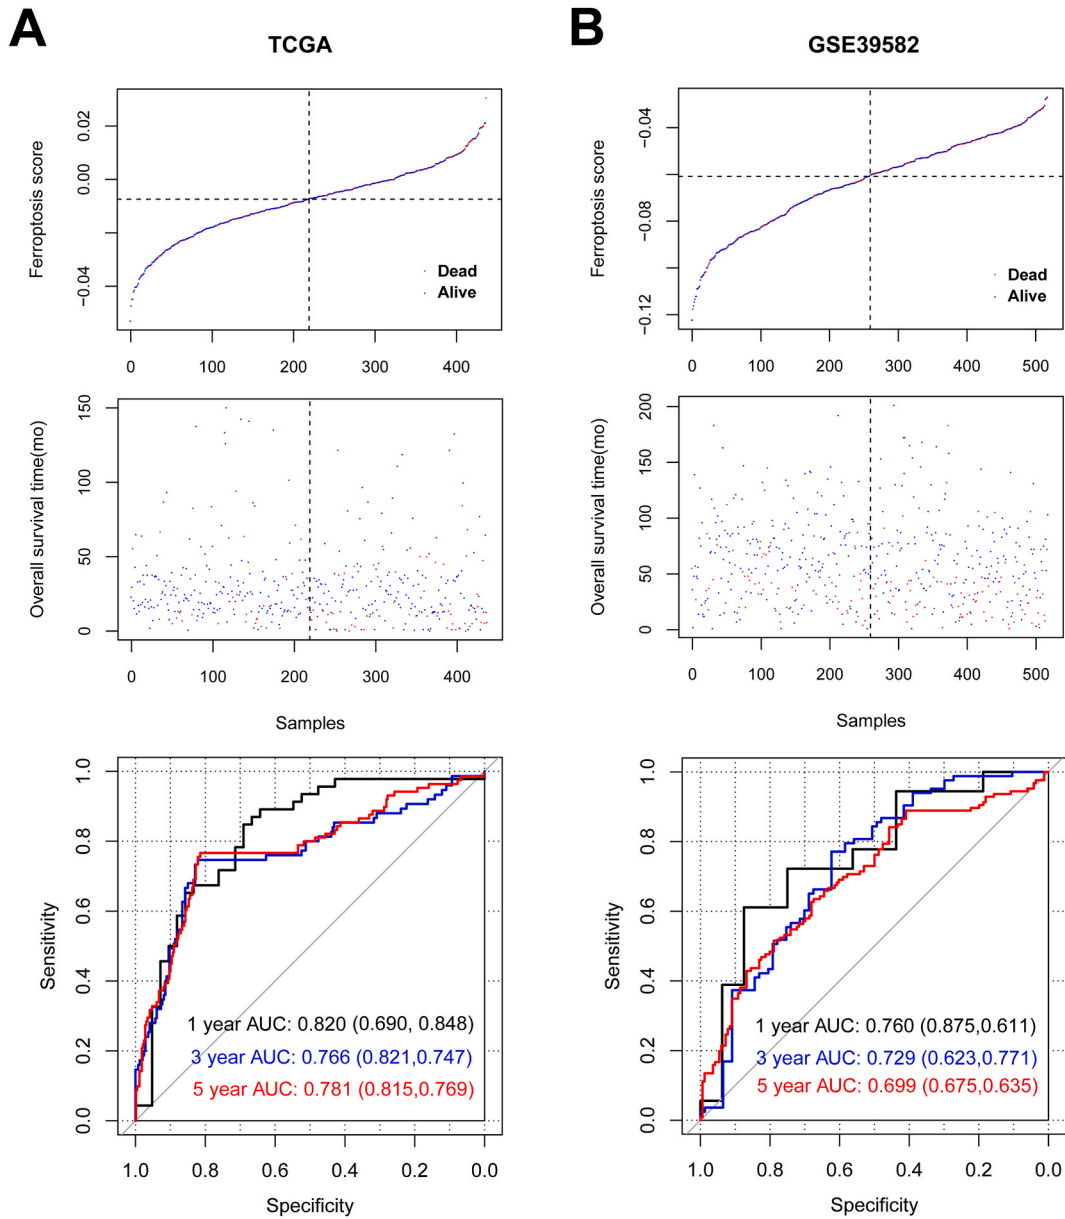 A
TCGA
Ferroptosis score
0.02
0.00
−0.04
Dead
Alive
0 100 200 300 400
Overall survival time(mo)
150
100
50
0
0 100 200 300 400
Samples
Sensitivity
1.0
0.8
0.6
0.4
0.2
0.0
1 year AUC: 0.820 (0.690, 0.848)
3 year AUC: 0.766 (0.821,0.747)
5 year AUC: 0.781 (0.815,0.769)
1.0 0.8 0.6 0.4 0.2 0.0
Specificity
B
GSE39582
Ferroptosis score
−0.04
−0.08
−0.12
Dead
Alive
0 100 200 300 400 500
Overall survival time(mo)
200
150
100
50
0
0 100 200 300 400 500
Samples
Sensitivity
1.0
0.8
0.6
0.4
0.2
0.0
1 year AUC: 0.760 (0.875,0.611)
3 year AUC: 0.729 (0.623,0.771)
5 year AUC: 0.699 (0.675,0.635)
1.0 0.8 0.6 0.4 0.2 0.0
Specificity